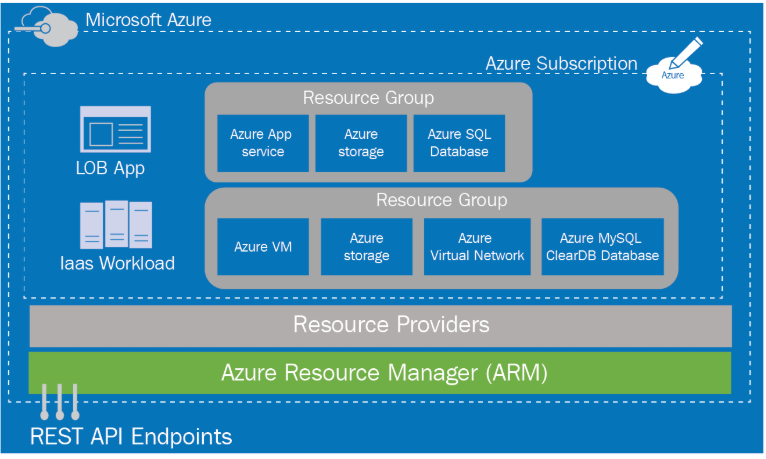 Microsoft Azure
Azure Subscription
Azure
Resource Group
Azure App
service
Azure
storage
Azure SQL
Database
LOB App
Resource Group
Azure VM
Azure
storage
Azure
Virtual Network
Azure MySQL
ClearDB Database
Iaas Workload
Resource Providers
Azure Resource Manager (ARM)
REST API Endpoints